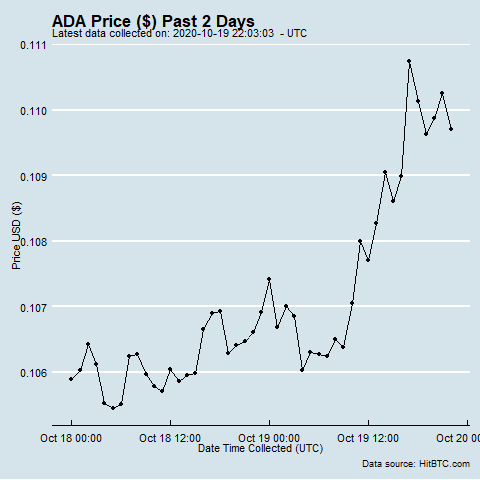 ADA Price ($) Past 2 Days
Latest data collected on: 2020-10-19 22:03:03 - UTC
0.111
0.110
0.109
0.108
0.107
0.106
Price USD ($)
Oct 18 00:00 Oct 18 12:00 Oct 19 00:00 Oct 19 12:00 Oct 20 00
Date Time Collected (UTC)
Data source: HitBTC.com